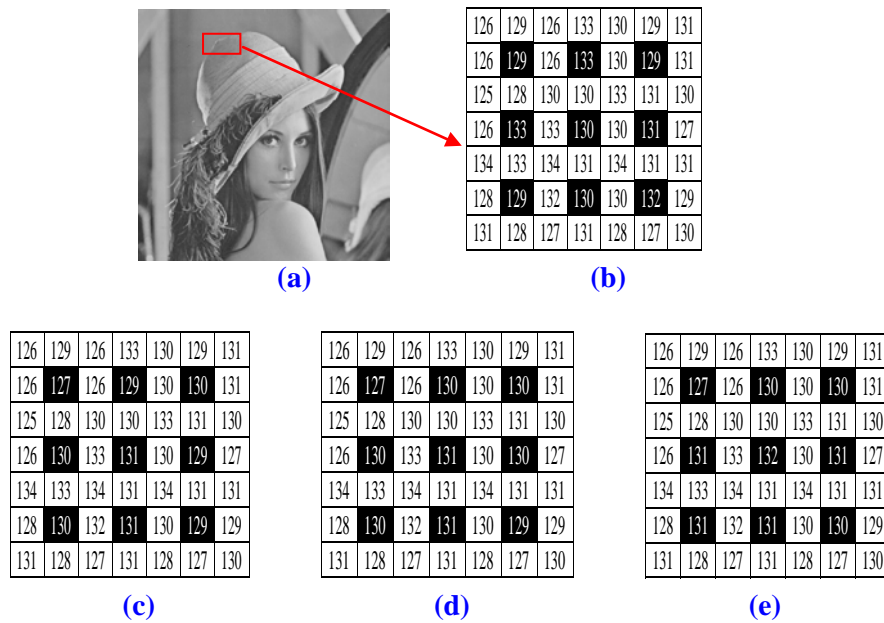 126 129 126 133 130 129 131
126 129 126 133 130 129 131
125 128 130 130 133 131 130
126 133 133 130 130 131 127
134 133 134 131 134 131 131
128 129 132 130 130 132 129
131 128 127 131 128 127 130
(a) (b)
126 129 126 133 130 129 131
126 127 126 129 130 130 131
125 128 130 130 133 131 130
126 130 133 131 130 129 127
134 133 134 131 134 131 131
128 130 132 131 130 129 129
131 128 127 131 128 127 130
(c)
126 129 126 133 130 129 131
126 127 126 130 130 130 131
125 128 130 130 133 131 130
126 130 133 131 130 130 127
134 133 134 131 134 131 131
128 130 132 131 130 129 129
131 128 127 131 128 127 130
(d)
126 129 126 133 130 129 131
126 127 126 130 130 130 131
125 128 130 130 133 131 130
126 131 133 132 130 131 127
134 133 134 131 134 131 131
128 131 132 131 130 130 129
131 128 127 131 128 127 130
(e)